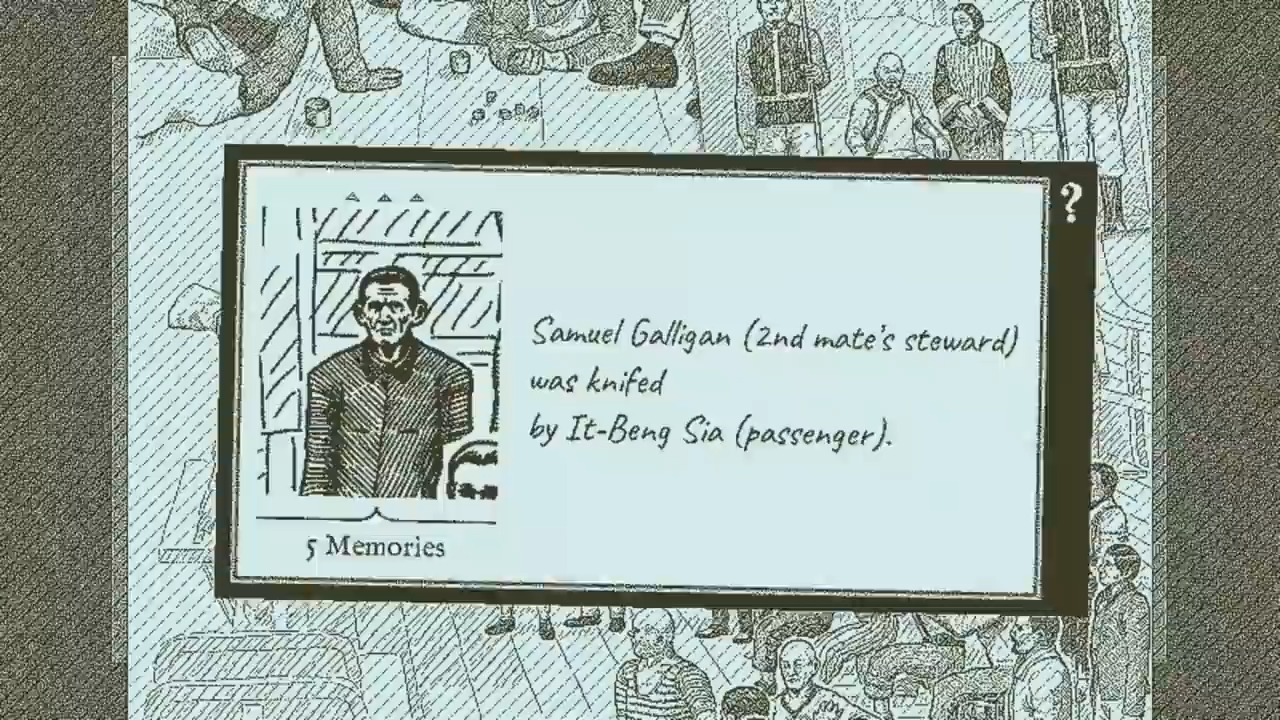 ?
Samuel Galligan (2nd mate's steward)
was knifed
by It-Beng Sia (passenger).
5 Memories